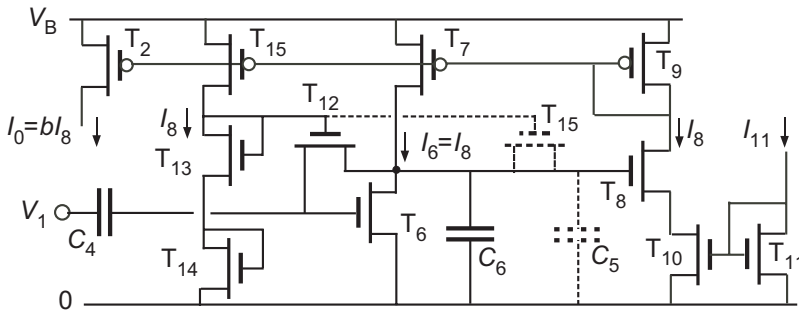 V_B
T_2 T_15 T_7 T_9
T_12
I_0=bI_8 I_8 T_15 I_8 I_11
I_6=I_8
T_13
T_8
V_1
C_4 T_6
T_14 C_6 C_5 T_10 T_11
0